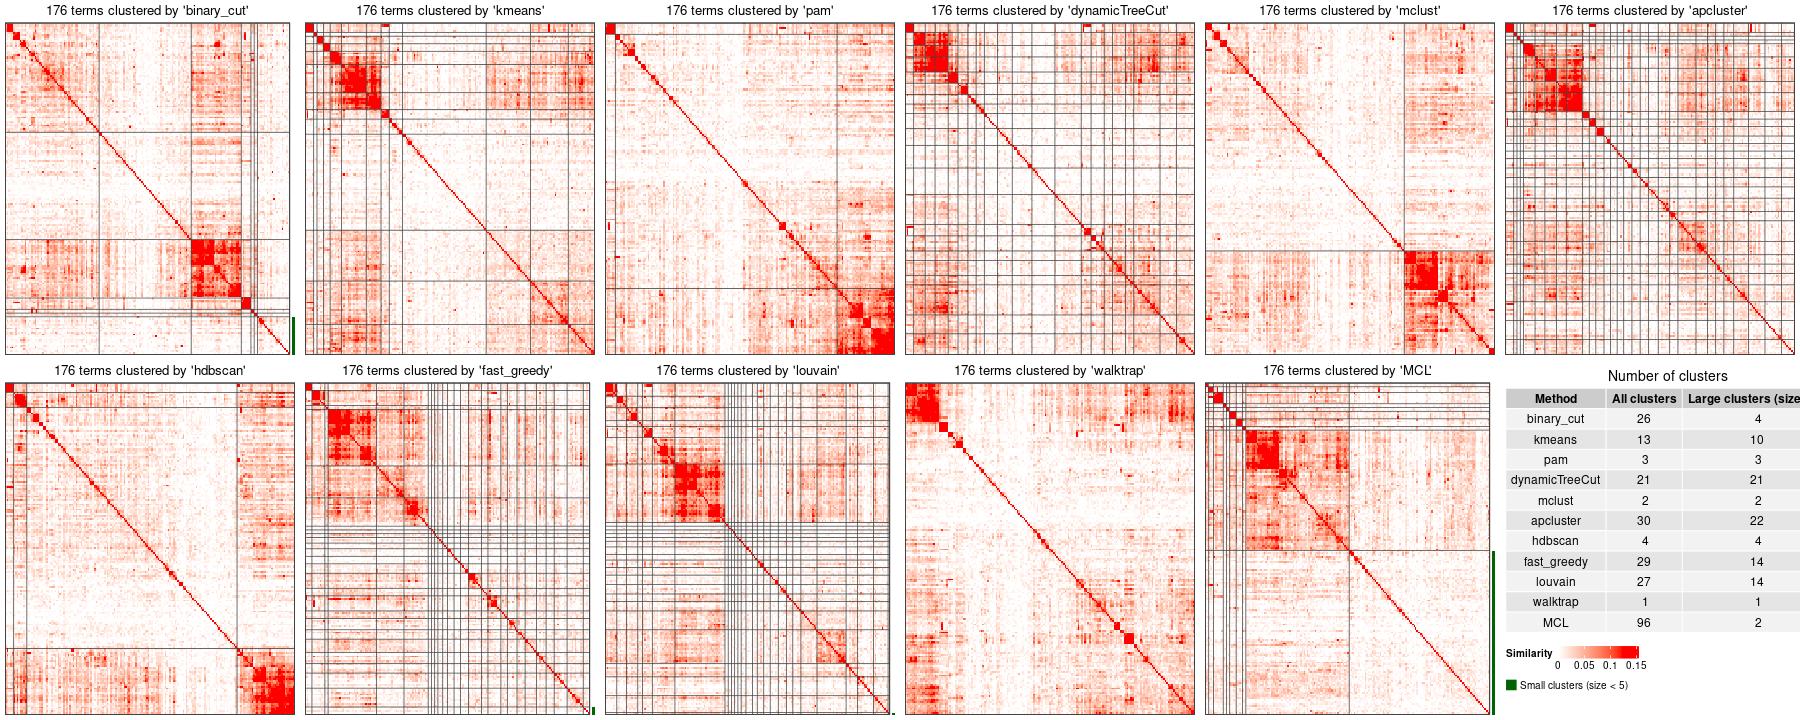 176 terms clustered by 'binary_cut'
176 terms clustered by 'kmeans'
176 terms clustered by 'pam'
176 terms clustered by 'dynamicTreeCut'
176 terms clustered by 'mclust'
176 terms clustered by 'apcluster'
176 terms clustered by 'hdbscan'
176 terms clustered by 'fast_greedy'
176 terms clustered by 'louvain'
176 terms clustered by 'walktrap'
176 terms clustered by 'MCL'
Number of clusters
Method All clusters Large clusters (size
binary_cut 26 4
kmeans 13 10
pam 3 3
dynamicTreeCut 21 21
mclust 2 2
apcluster 30 22
hdbscan 4 4
fast_greedy 29 14
louvain 27 14
walktrap 1 1
MCL 96 2
Similarity
0 0.05 0.1 0.15
Small clusters (size < 5)